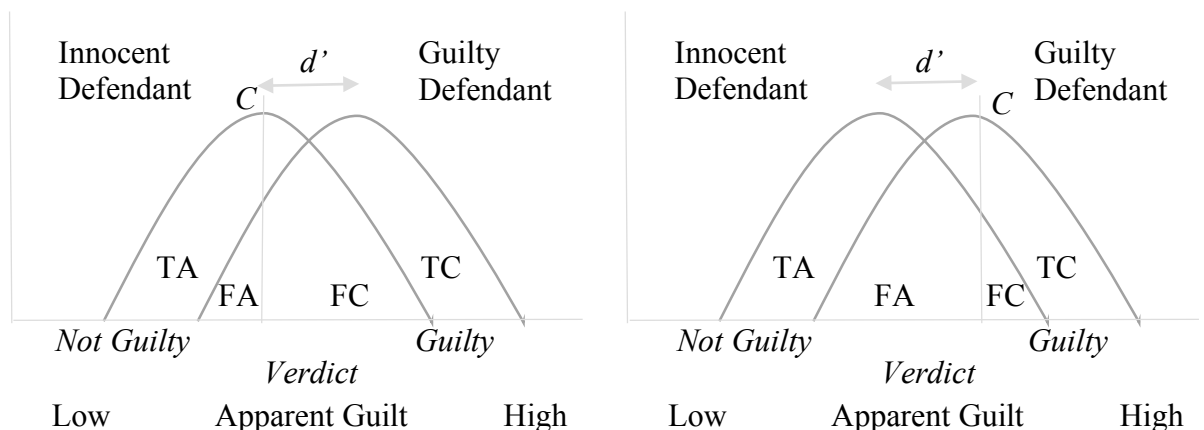 Innocent
Defendant
d’
Guilty
Defendant
C
TA
FA
FC
TC
Not Guilty
Guilty
Verdict
Low
Apparent Guilt
High
Innocent
Defendant
d’
Guilty
Defendant
C
TA
FA
FC
TC
Not Guilty
Guilty
Verdict
Low
Apparent Guilt
High